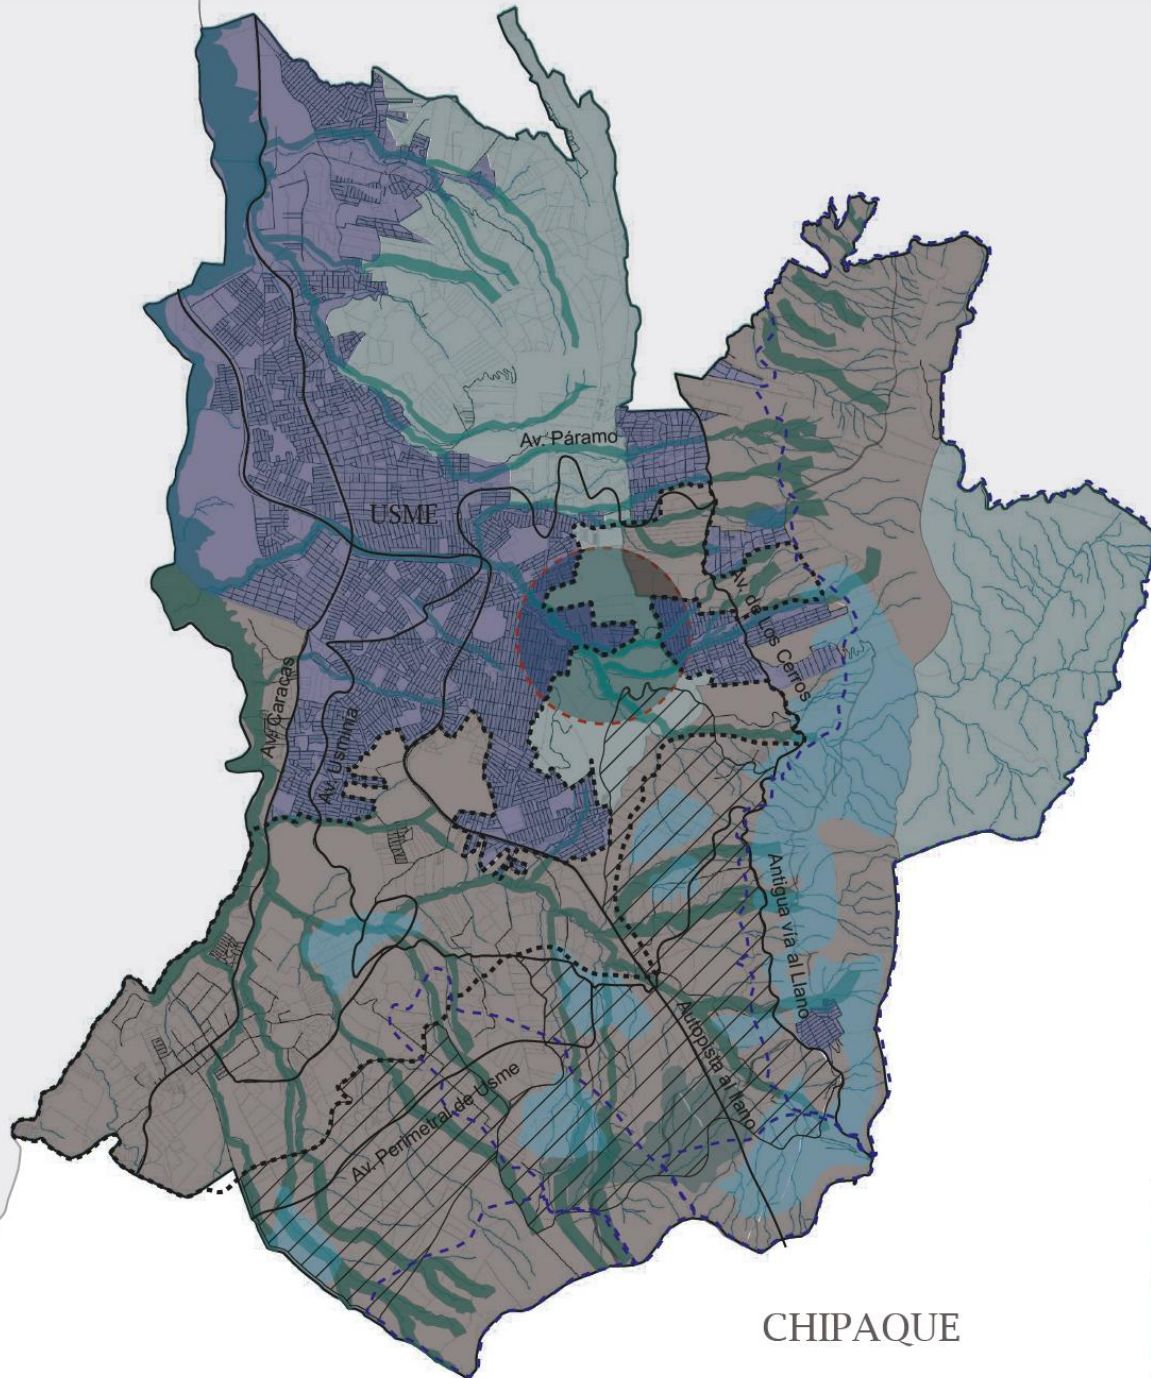 Av. Páramo
USME
Av. de Los Cerros
Av. Caracas
Av. Usminia
Antigua vía al Llano
Autopista al llano
Av. Perimetral de Usme
CHIPAQUE